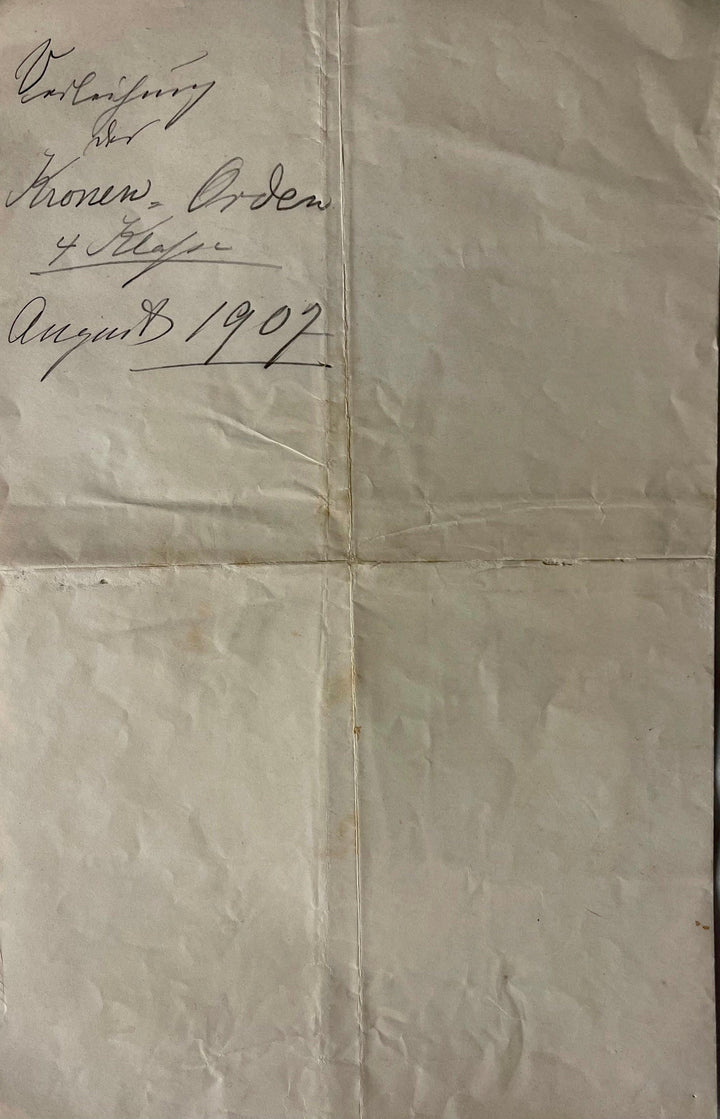 Verleihung
der
Kronen-Orden
4 Klasse
August 1907